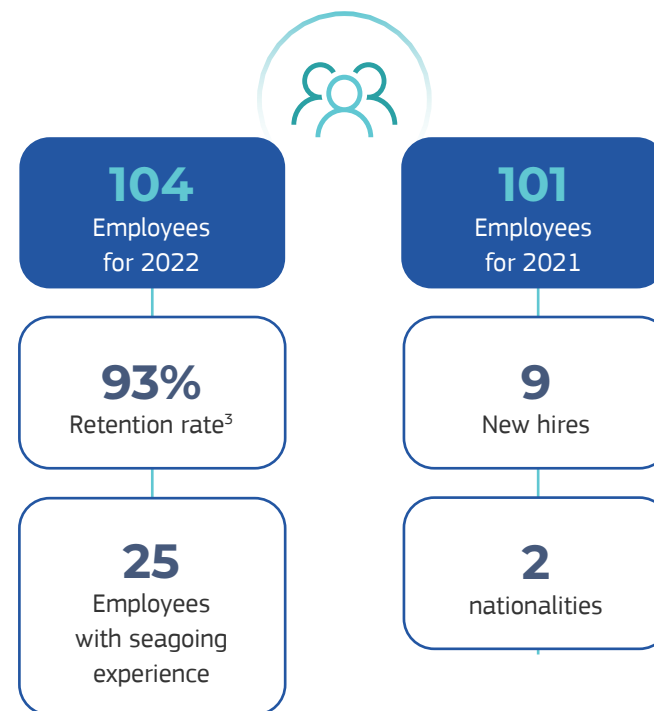 104
Employees
for 2022
93%
Retention rate³
25
Employees
with seagoing
experience
101
Employees
for 2021
9
New hires
2
nationalities